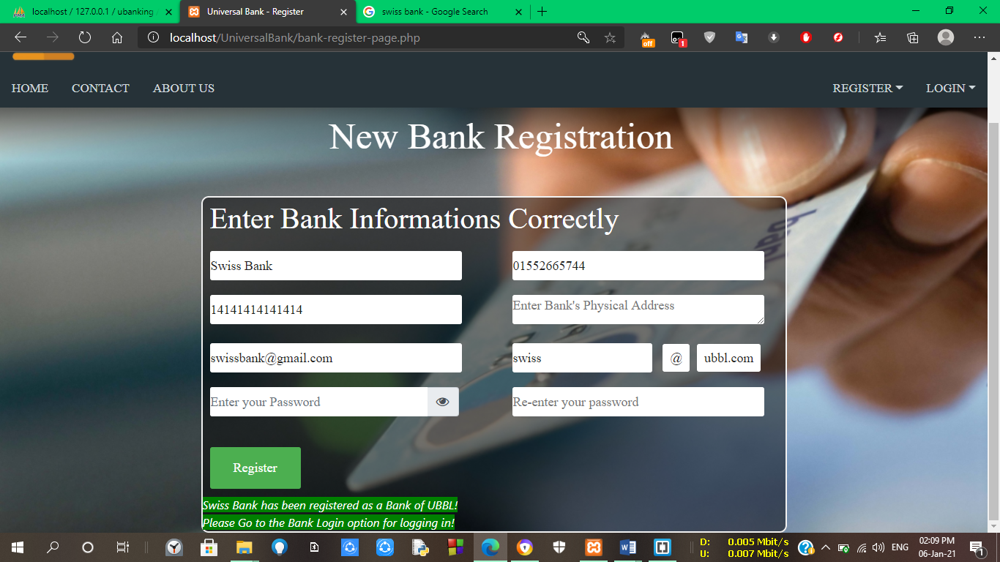 localhost / 127.0.0.1 / ubanking
Universal Bank - Register
swiss bank - Google Search
localhost/UniversalBank/bank-register-page.php
off
1
HOME CONTACT ABOUT US REGISTER LOGIN
New Bank Registration
Enter Bank Informations Correctly
Swiss Bank 01552665744
14141414141414 Enter Bank's Physical Address
swissbank@gmail.com swiss @ ubbl.com
Enter your Password Re-enter your password
Register
Swiss Bank has been registered as a Bank of UBBL!
Please Go to the Bank Login option for logging in!
D: 0.005 Mbit/s
U: 0.007 Mbit/s
ENG
02:09 PM
06-Jan-21
1